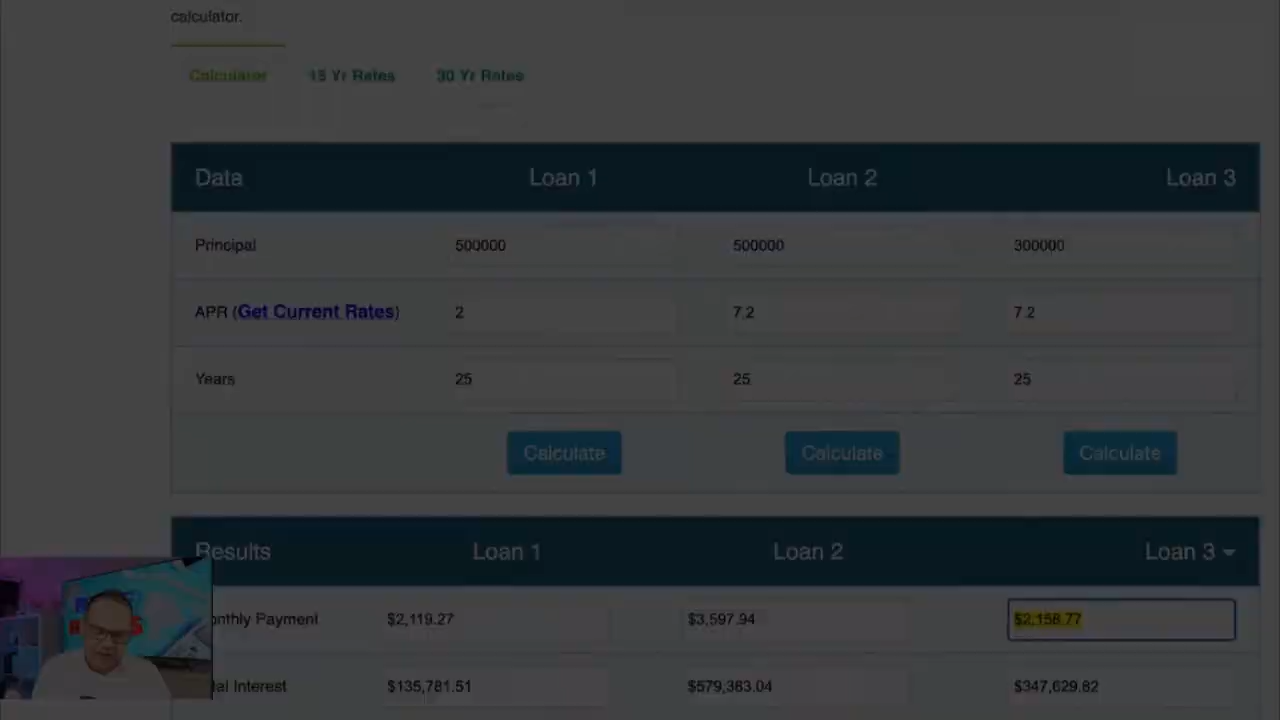 calculator.
Calculator 15 Yr Rates 30 Yr Rates
Data Loan 1 Loan 2 Loan 3
Principal 500000 500000 300000
APR (Get Current Rates) 2 7.2 7.2
Years 25 25 25
Calculate Calculate Calculate
Results Loan 1 Loan 2 Loan 3
onthly Payment $2,119.27 $3,597.94 $2,158.77
tal Interest $135,781.51 $579,383.04 $347,629.82